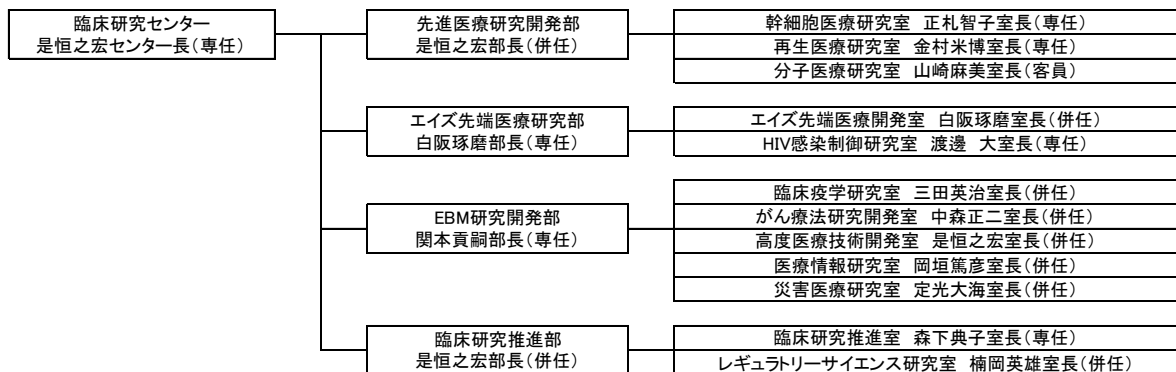 臨床研究センター
是恒之宏センター長(専任)
先進医療研究開発部
是恒之宏部長(併任)
幹細胞医療研究室 正札智子室長(専任)
再生医療研究室 金村米博室長(専任)
分子医療研究室 山崎麻美室長(客員)
エイズ先端医療研究部
白阪琢磨部長(専任)
エイズ先端医療開発室 白阪琢磨室長(併任)
HIV感染制御研究室 渡邊 大室長(専任)
EBM研究開発部
関本貢嗣部長(専任)
臨床疫学研究室 三田英治室長(併任)
がん療法研究開発室 中森正二室長(併任)
高度医療技術開発室 是恒之宏室長(併任)
医療情報研究室 岡垣篤彦室長(併任)
災害医療研究室 定光大海室長(併任)
臨床研究推進部
是恒之宏部長(併任)
臨床研究推進室 森下典子室長(専任)
レギュラトリーサイエンス研究室 楠岡英雄室長(併任)